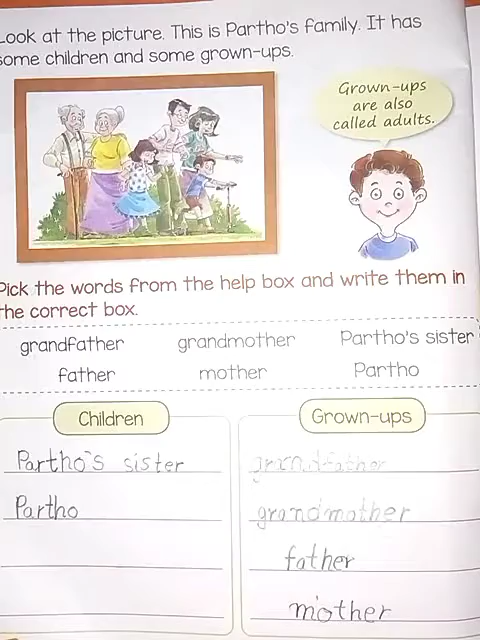 Look at the picture. This is Partho's family. It has
some children and some grown-ups.
Grown-ups
are also
called adults.
Pick the words from the help box and write them in
the correct box.
grandfather grandmother Partho's sister
father mother Partho
Children
Partho's sister
Partho
Grown-ups
grandfather
grandmother
father
mother